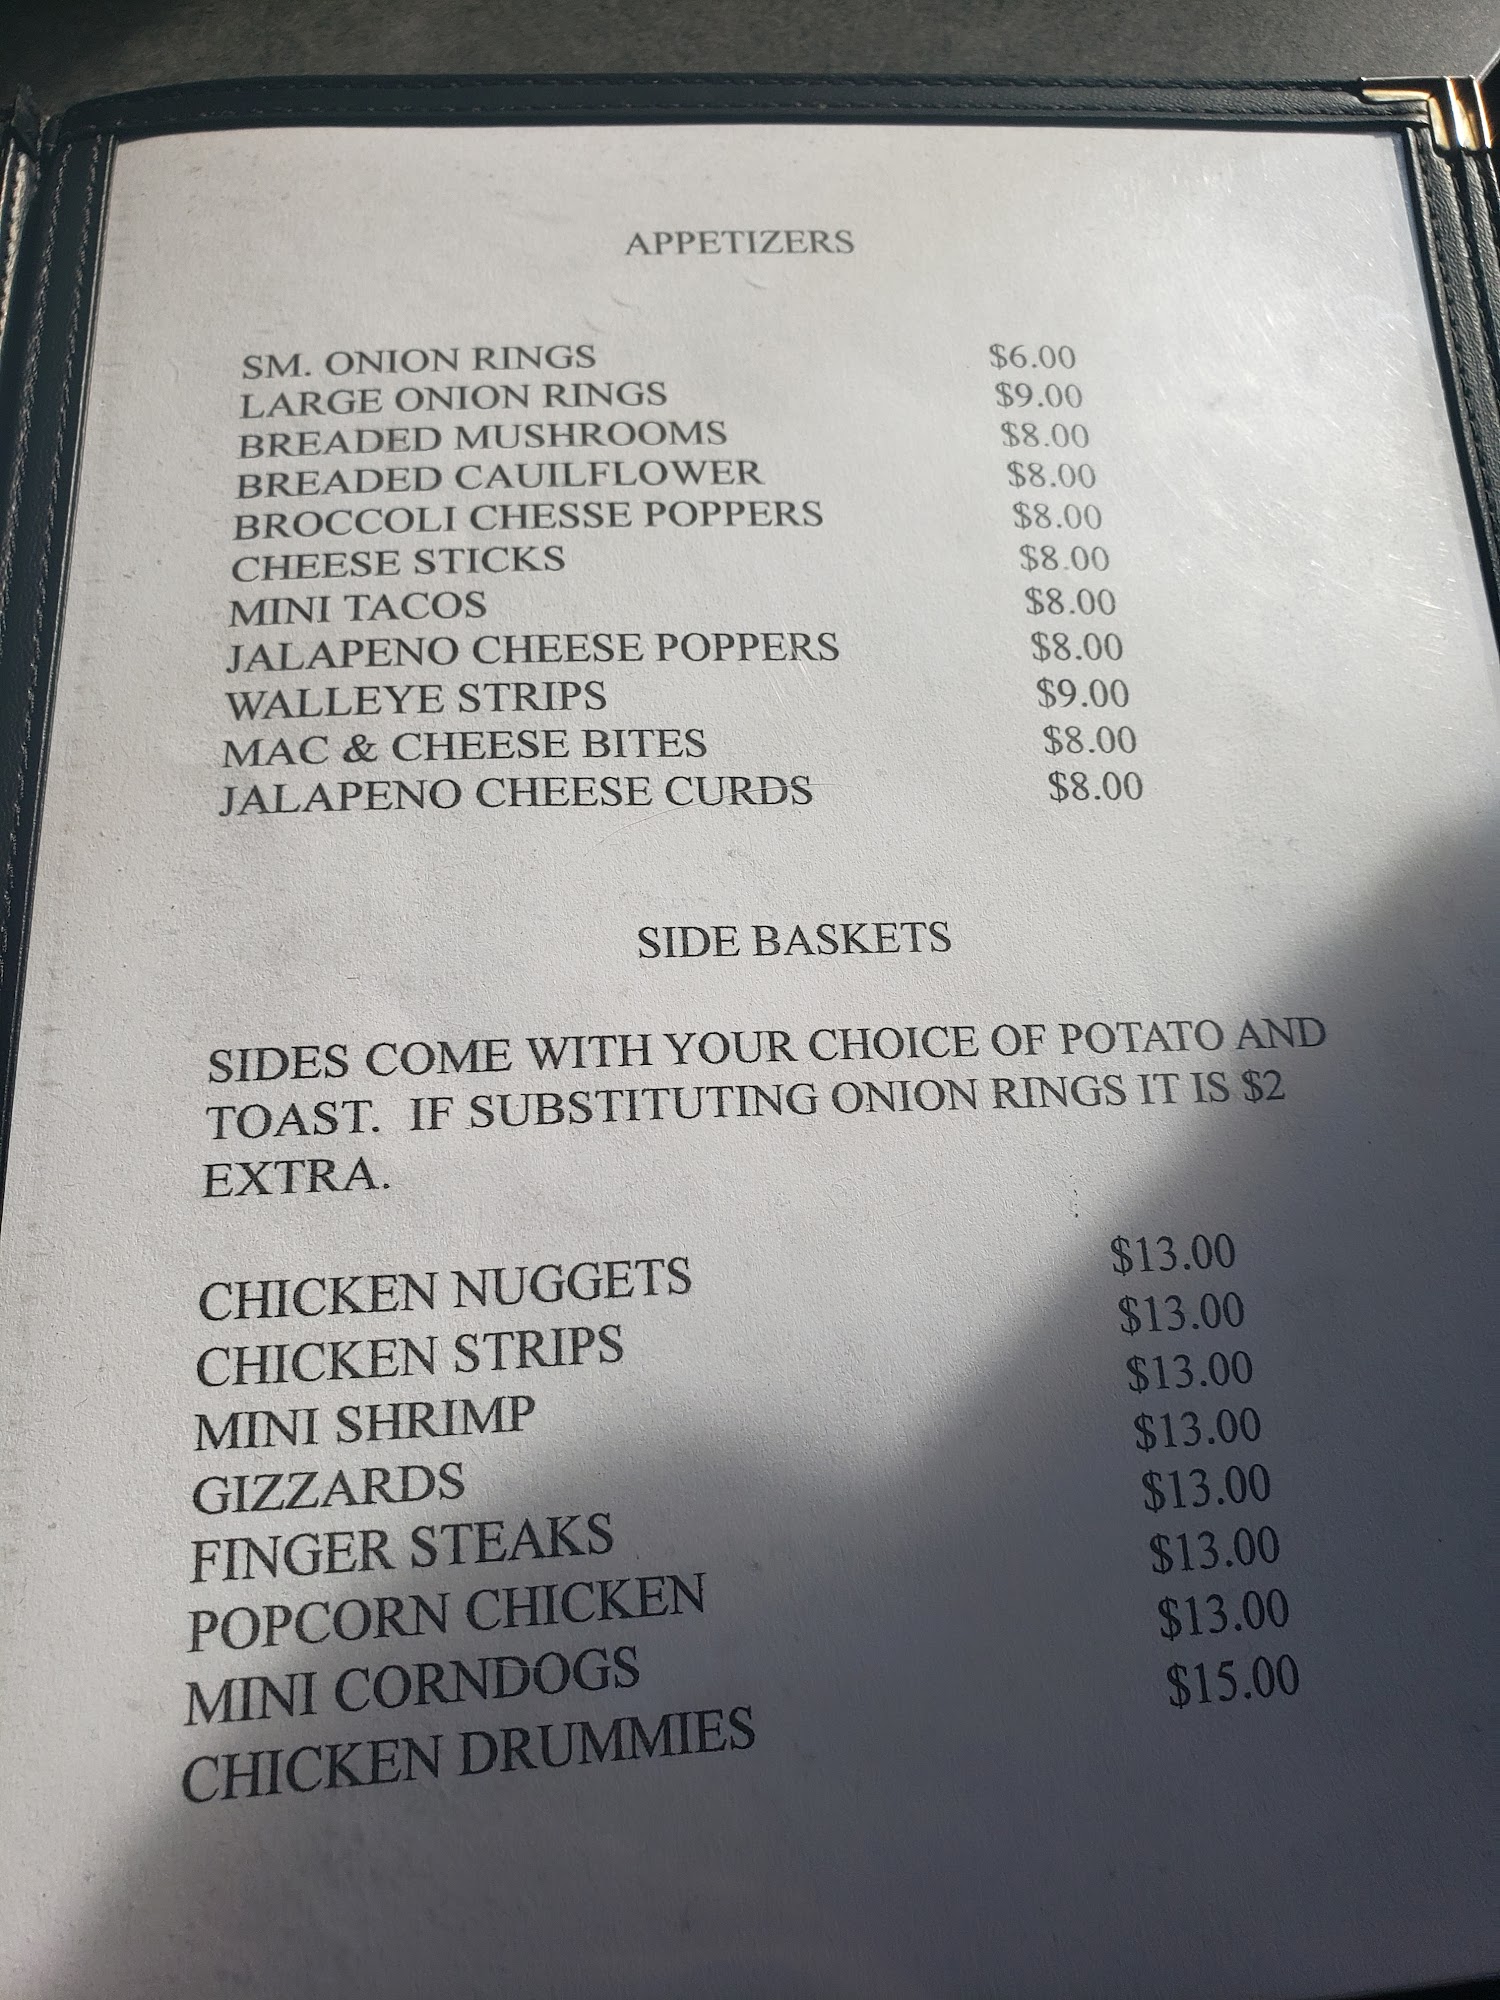 APPETIZERS
SM. ONION RINGS $6.00
LARGE ONION RINGS $9.00
BREADED MUSHROOMS $8.00
BREADED CAUILFLOWER $8.00
BROCCOLI CHESSE POPPERS $8.00
CHEESE STICKS $8.00
MINI TACOS $8.00
JALAPENO CHEESE POPPERS $8.00
WALLEYE STRIPS $9.00
MAC & CHEESE BITES $8.00
JALAPENO CHEESE CURDS $8.00
SIDE BASKETS
SIDES COME WITH YOUR CHOICE OF POTATO AND
TOAST. IF SUBSTITUTING ONION RINGS IT IS $2
EXTRA.
CHICKEN NUGGETS $13.00
CHICKEN STRIPS $13.00
MINI SHRIMP $13.00
GIZZARDS $13.00
FINGER STEAKS $13.00
POPCORN CHICKEN $13.00
MINI CORNDOGS $13.00
CHICKEN DRUMMIES $15.00